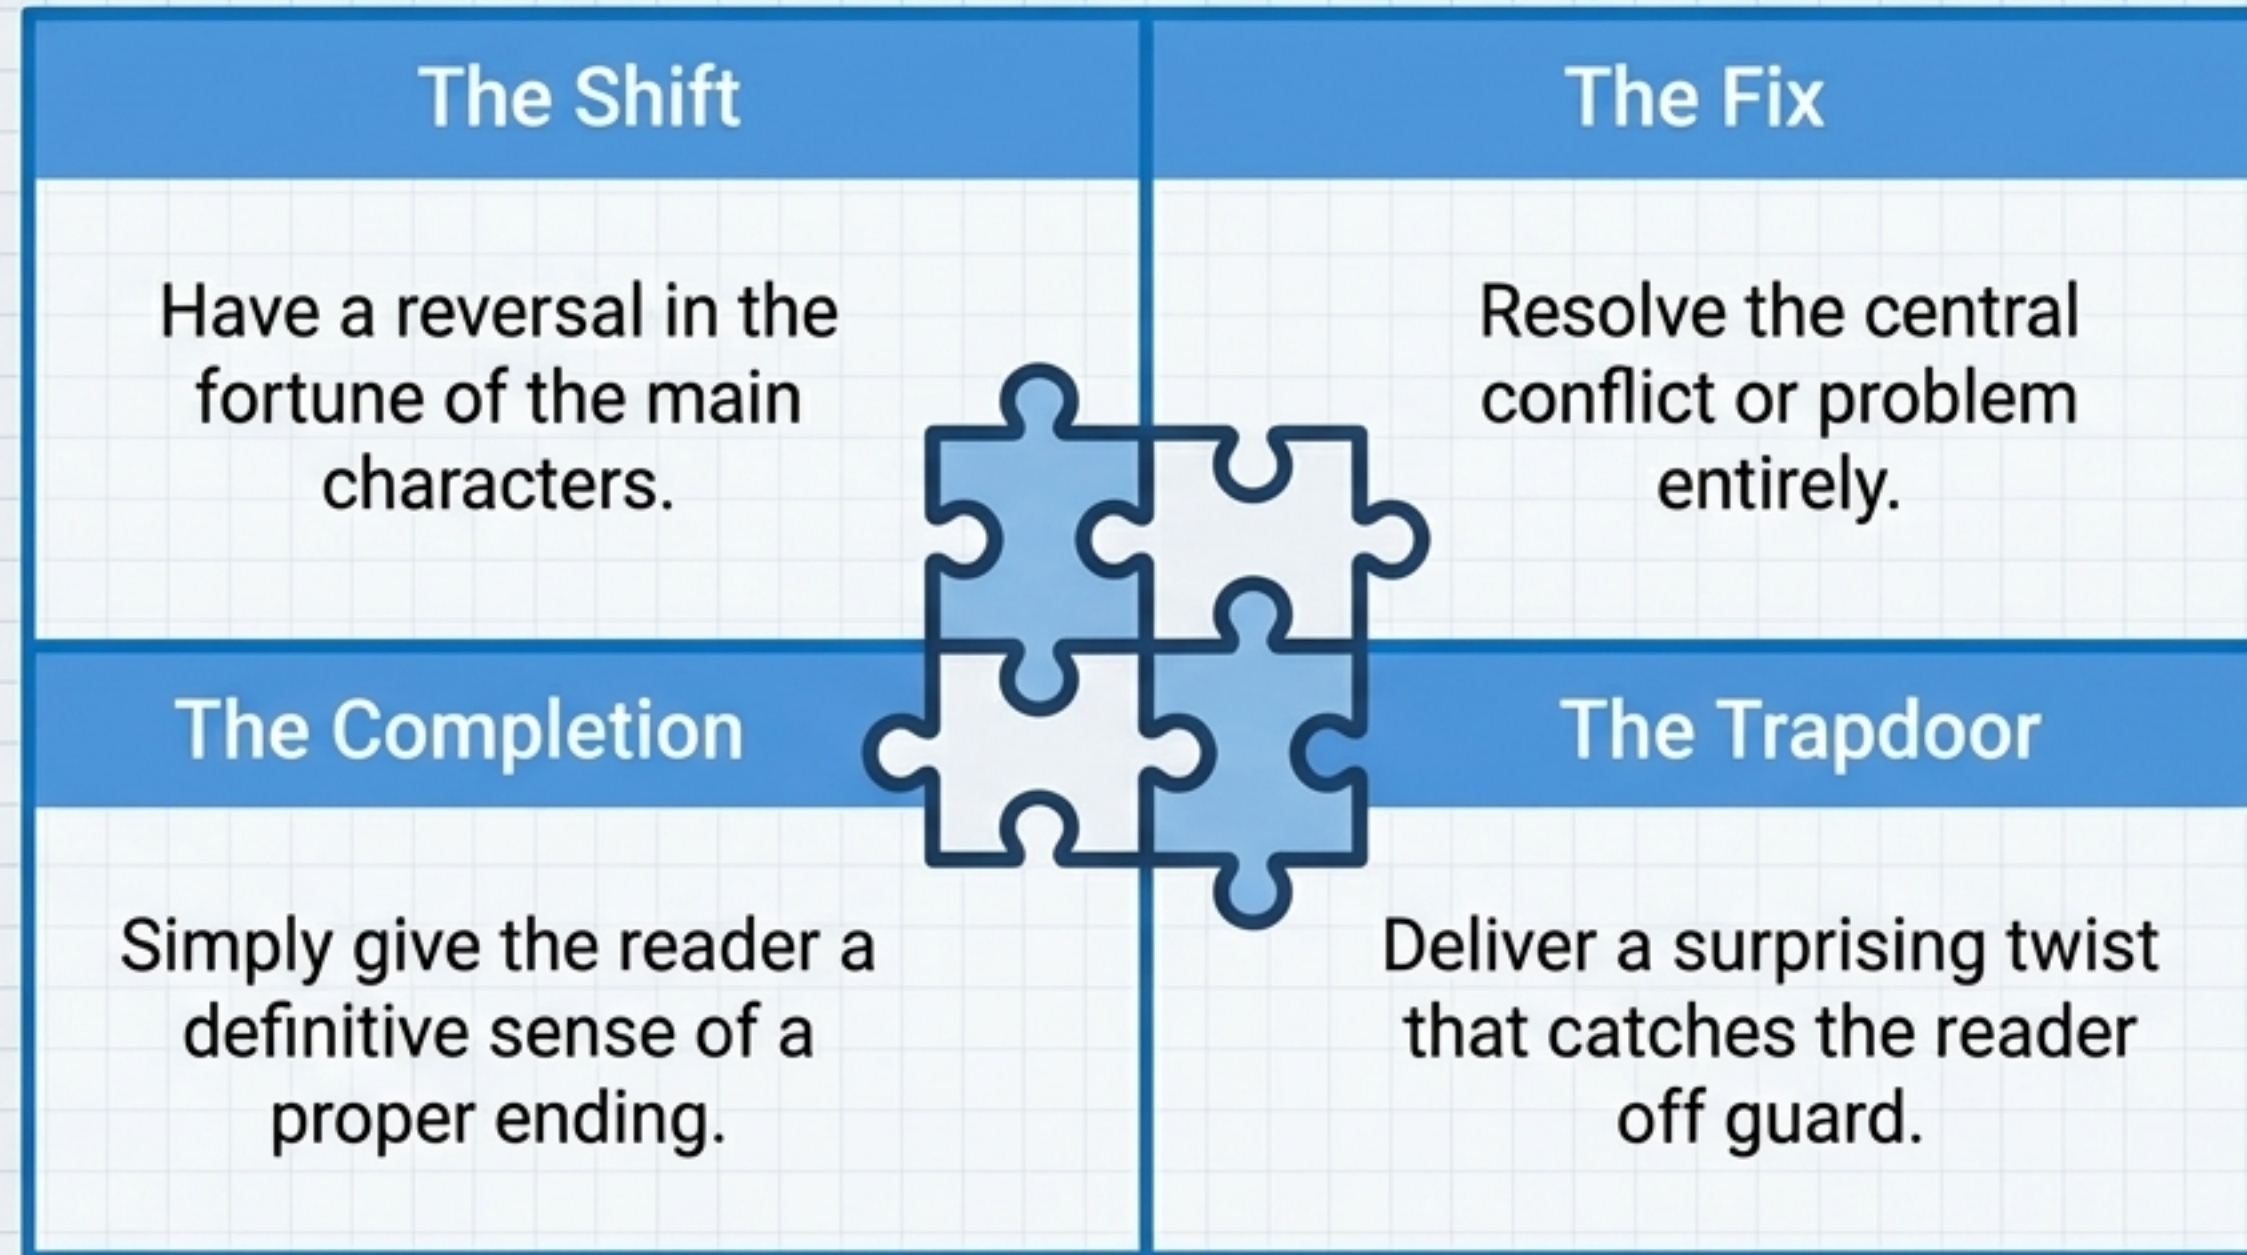 The Shift
Have a reversal in the
fortune of the main
characters.
The Fix
Resolve the central
conflict or problem
entirely.
The Completion
Simply give the reader a
definitive sense of a
proper ending.
The Trapdoor
Deliver a surprising twist
that catches the reader
off guard.